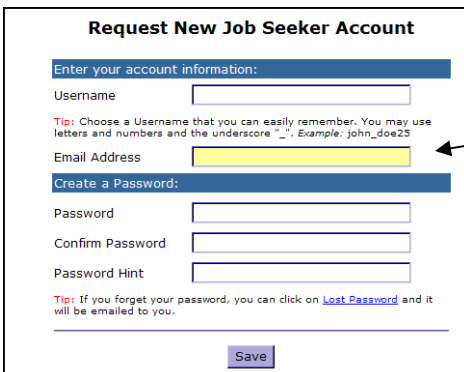 Request New Job Seeker Account
Enter your account information:
Username
Tip: Choose a Username that you can easily remember. You may use
letters and numbers and the underscore "_". Example: john_doe25
Email Address
Create a Password:
Password
Confirm Password
Password Hint
Tip: If you forget your password, you can click on Lost Password and it
will be emailed to you.
Save